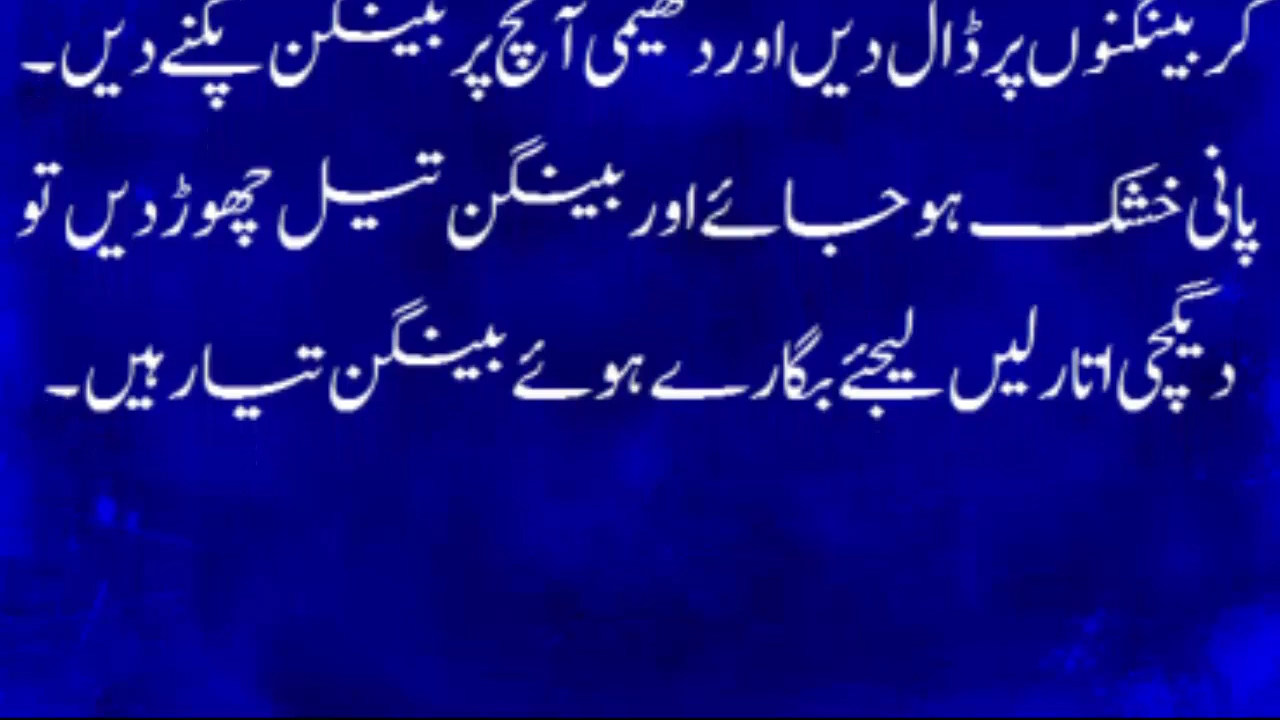 کر بینگنوں پر ڈال دیں اور دھیمی آنچ پر بینگن پکنے دیں۔
پانی خشک ہو جائے اور بینگن تیل چھوڑ دیں تو
دیگچی اتار لیں لیجئے بگارے ہوئے بینگن تیار ہیں۔